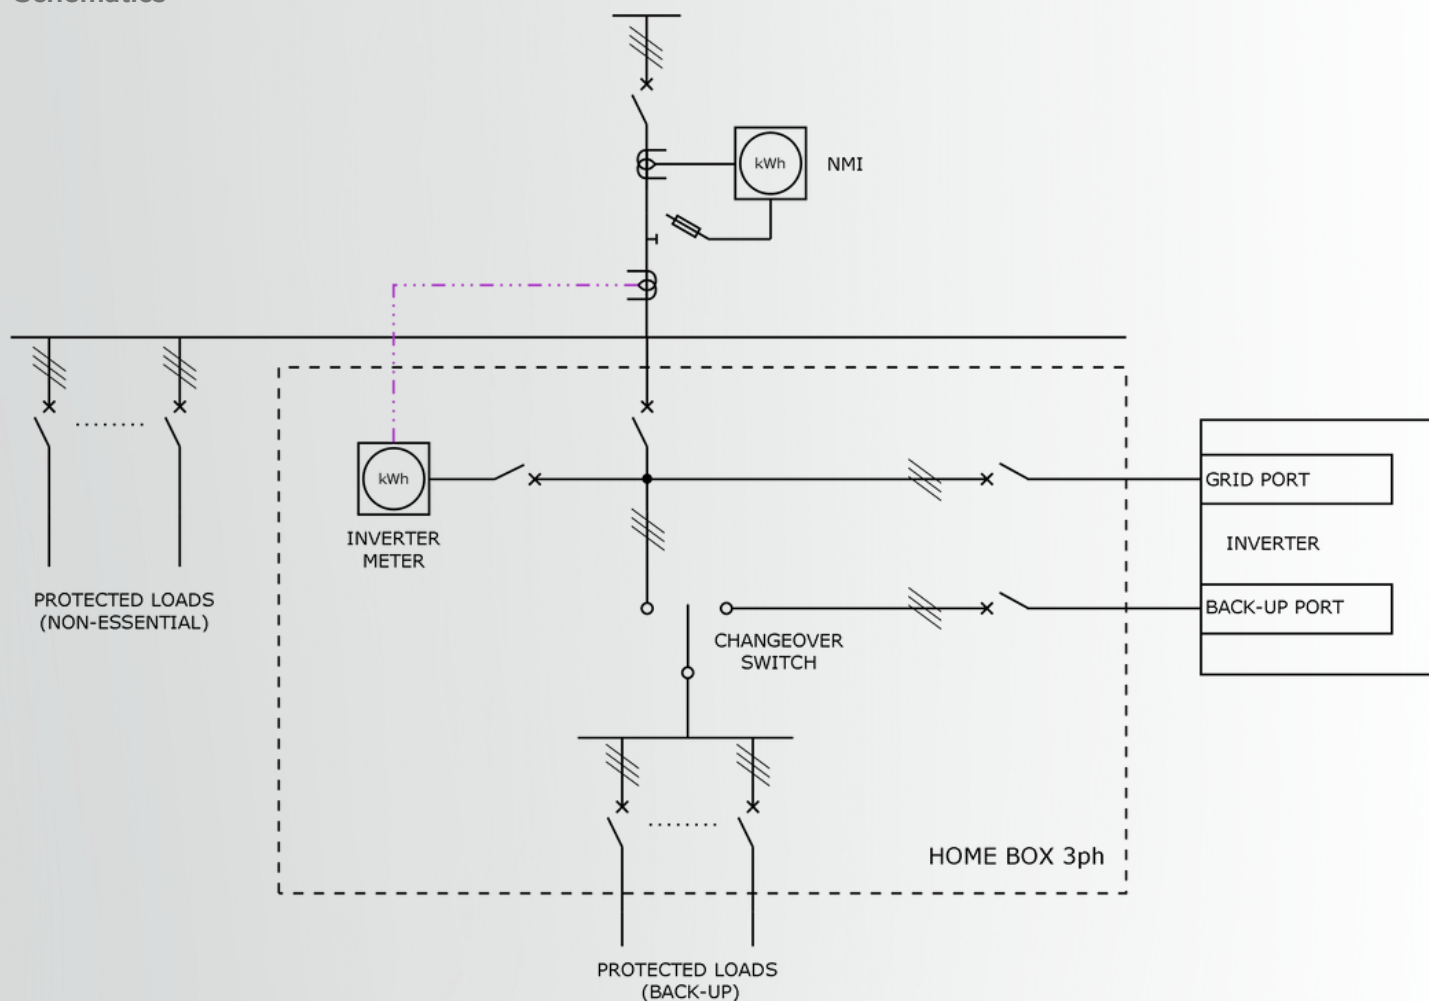 Schematics
kWh
NMI
kWh
INVERTER
METER
GRID PORT
INVERTER
BACK-UP PORT
PROTECTED LOADS
(NON-ESSENTIAL)
CHANGEOVER
SWITCH
HOME BOX 3ph
PROTECTED LOADS
(BACK-UP)